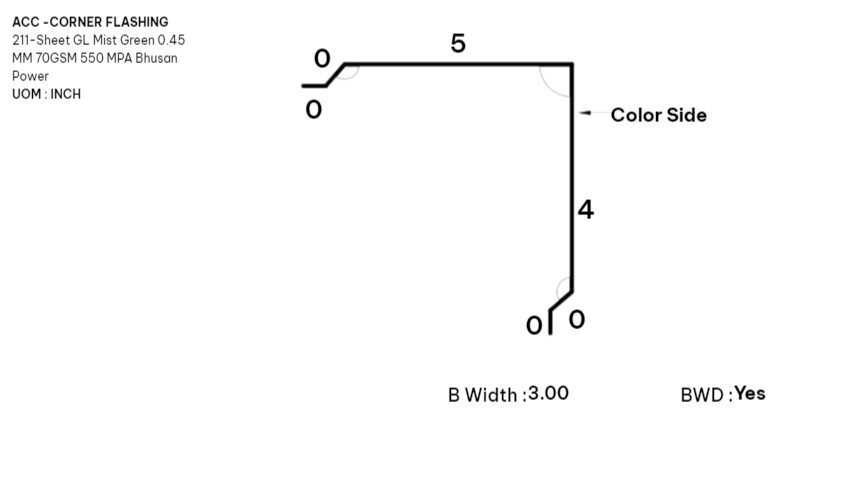 ACC -CORNER FLASHING
211-Sheet GL Mist Green 0.45
MM 70GSM 550 MPA Bhusan
Power
UOM : INCH
5
0
0
Color Side
4
0
0
B Width :3.00
BWD :Yes